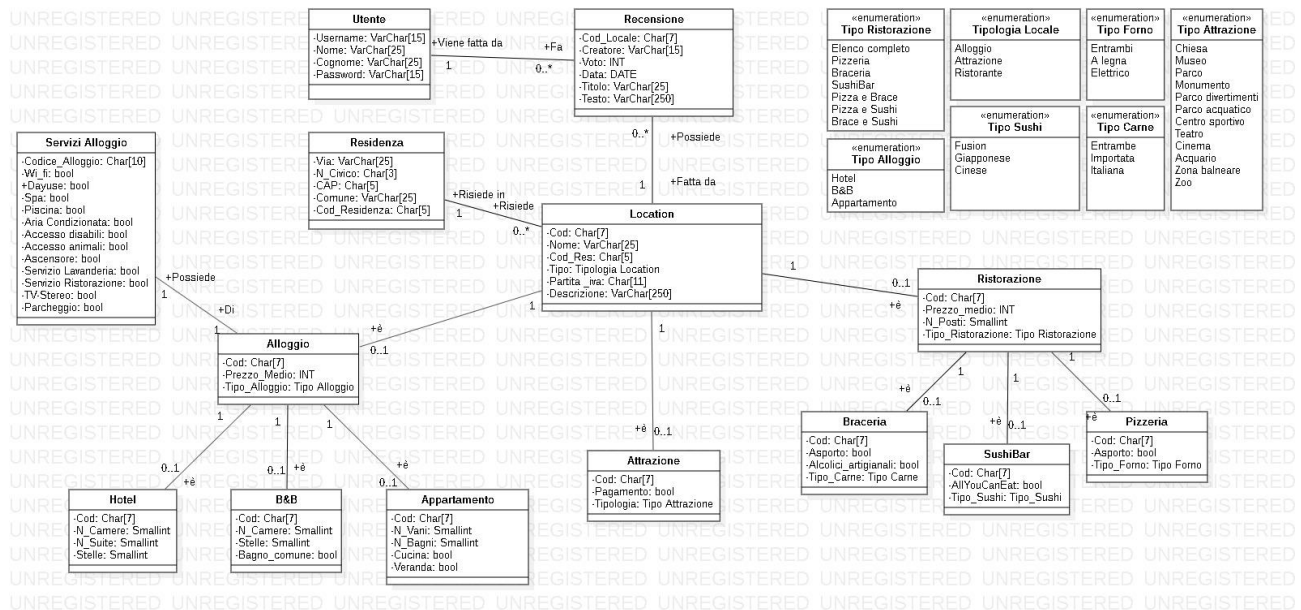 Utente
-Username: VarChar[15]
-Nome: VarChar[25]
-Cognome: VarChar[25]
-Password: VarChar[15]
+Viene fatta da
1
+Fa
0..*
Recensione
-Cod_Locale: Char[7]
-Creatore: VarChar[15]
-Voto: INT
-Data: DATE
-Titolo: VarChar[25]
-Testo: VarChar[250]
0..*
+Possiede
1
+Fatta da
«enumeration»
Tipo Ristorazione
Elenco completo
Pizzeria
Braceria
SushiBar
Pizza e Brace
Pizza e Sushi
Brace e Sushi
«enumeration»
Tipologia Locale
Alloggio
Attrazione
Ristorante
«enumeration»
Tipo Forno
Entrambi
A legna
Elettrico
«enumeration»
Tipo Attrazione
Chiesa
Museo
Parco
Monumento
Parco divertimenti
Parco acquatico
Centro sportivo
Teatro
Cinema
Acquario
Zona balneare
Zoo
«enumeration»
Tipo Alloggio
Hotel
B&B
Appartamento
«enumeration»
Tipo Sushi
Fusion
Giapponese
Cinese
«enumeration»
Tipo Carne
Entrambe
Importata
Italiana
Servizi Alloggio
-Codice_Alloggio: Char[10]
-Wi_fi: bool
+Dayuse: bool
-Spa: bool
-Piscina: bool
-Aria Condizionata: bool
-Accesso disabili: bool
-Accesso animali: bool
-Ascensore: bool
-Servizio Lavanderia: bool
-Servizio Ristorazione: bool
-TV-Stereo: bool
-Parcheggio: bool
+Possiede
1
+Di
1
Residenza
-Via: VarChar[25]
-N_Civico: Char[3]
-CAP: Char[5]
-Comune: VarChar[25]
-Cod_Residenza: Char[5]
+Risiede in
1
+Risiede
0..*
Location
-Cod: Char[7]
-Nome: VarChar[25]
-Cod_Res: Char[5]
-Tipo: Tipologia Location
-Partita _iva: Char[11]
-Descrizione: VarChar[250]
1
0..1
+è
1
+è
0..1
1
+è
0..1
Ristorazione
-Cod: Char[7]
-Prezzo_medio: INT
-N_Posti: Smallint
-Tipo_Ristorazione: Tipo Ristorazione
1
+è
0..1
1
+è
0..1
1
0..1
+è
Alloggio
-Cod: Char[7]
-Prezzo_Medio: INT
-Tipo_Alloggio: Tipo Alloggio
1
0..1
+è
1
0..1
+è
1
+è
0..1
Hotel
-Cod: Char[7]
-N_Camere: Smallint
-N_Suite: Smallint
-Stelle: Smallint
B&B
-Cod: Char[7]
-N_Camere: Smallint
-Stelle: Smallint
-Bagno_comune: bool
Appartamento
-Cod: Char[7]
-N_Vani: Smallint
-N_Bagni: Smallint
-Cucina: bool
-Veranda: bool
Attrazione
-Cod: Char[7]
-Pagamento: bool
-Tipologia: Tipo Attrazione
Braceria
-Cod: Char[7]
-Asporto: bool
-Alcolici_artigianali: bool
-Tipo_Carne: Tipo Carne
SushiBar
-Cod: Char[7]
-AllYouCanEat: bool
-Tipo_Sushi: Tipo_Sushi
Pizzeria
-Cod: Char[7]
-Asporto: bool
-Tipo_Forno: Tipo Forno
UNREGISTERED UNREGISTERED UNREGISTERED UNREGISTERED UNREGISTERED UNREGISTERED UNREGISTERED UNREGISTERED